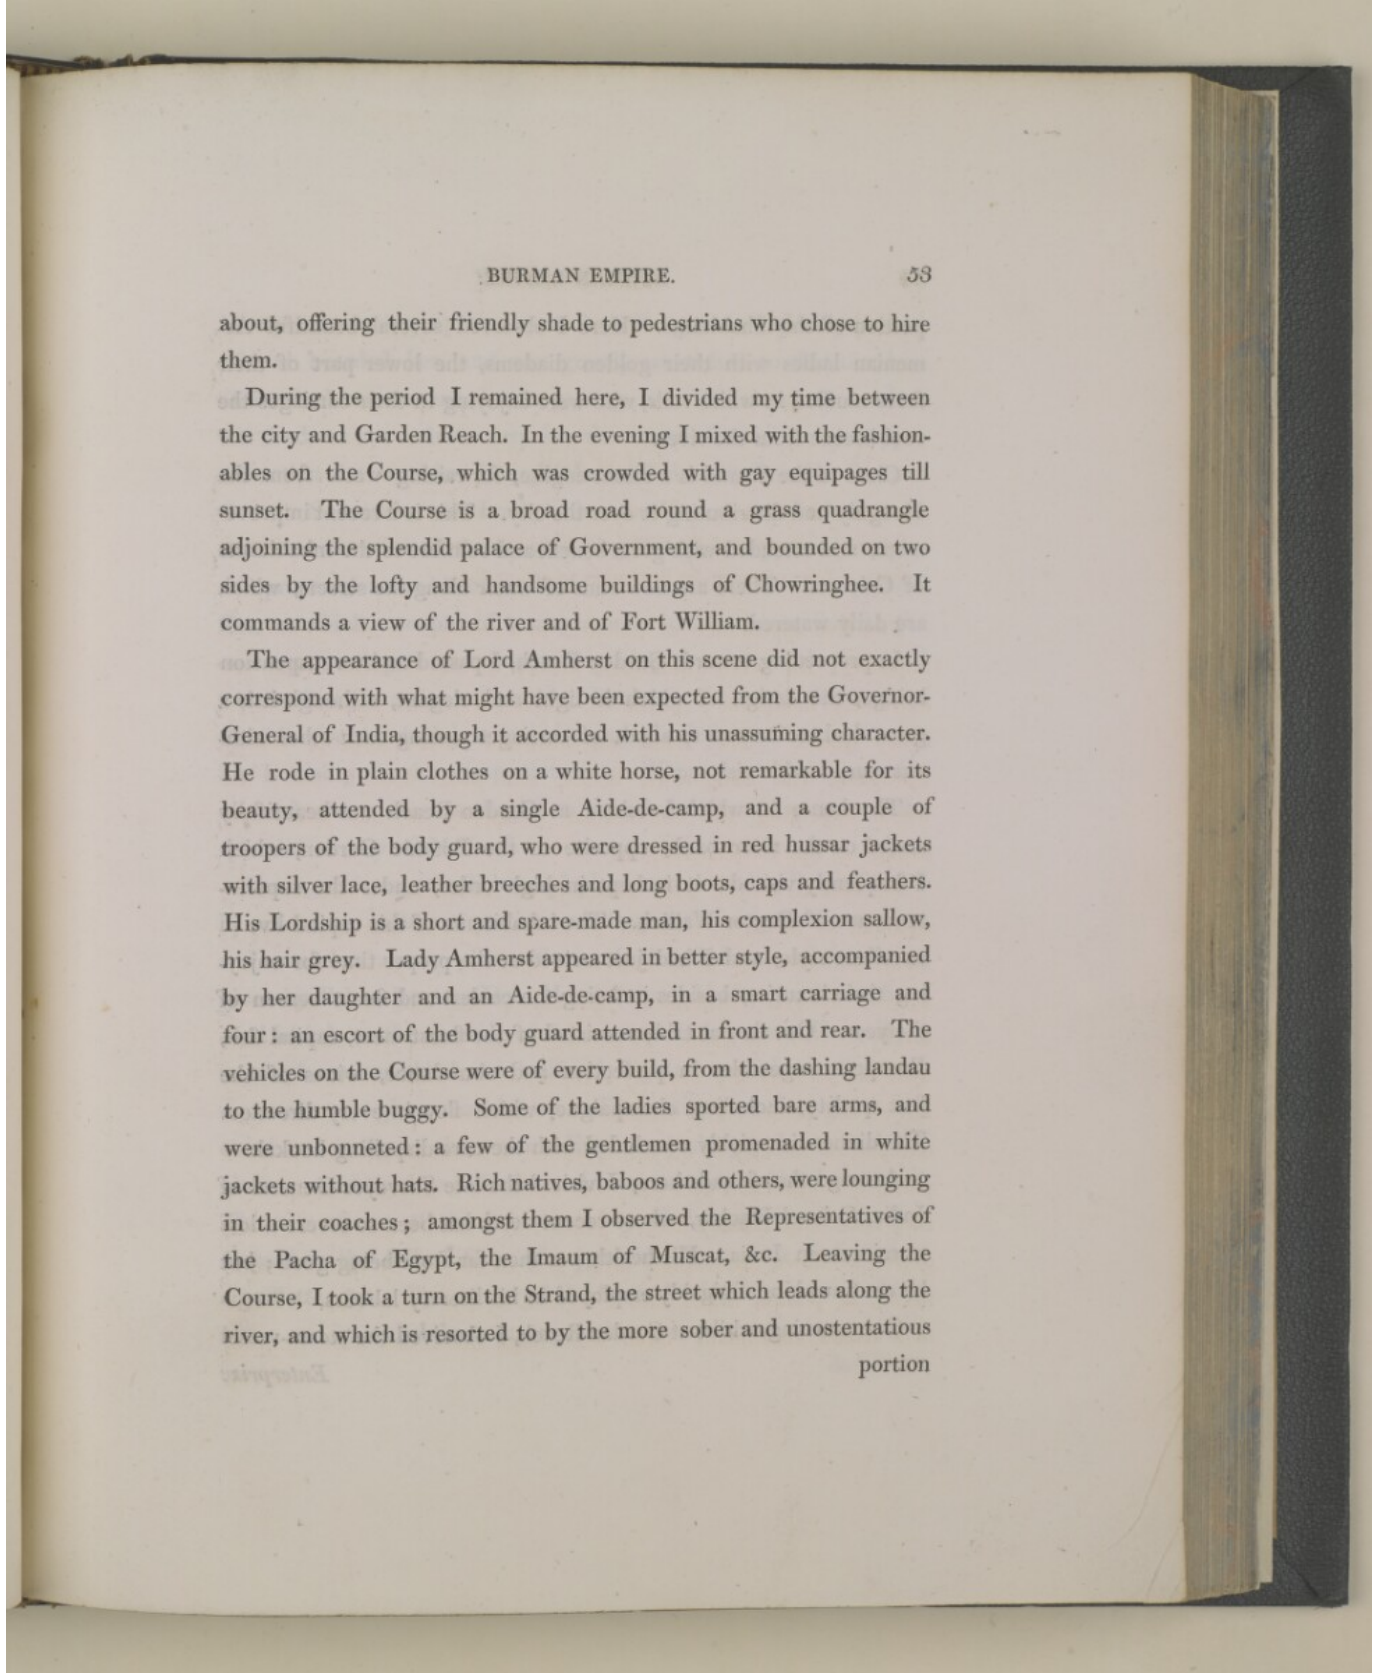 BURMAN EMPIRE. 53
about, offering their friendly shade to pedestrians who chose to hire
them.
During the period I remained here, I divided my time between
the city and Garden Reach. In the evening I mixed with the fashion-
ables on the Course, which was crowded with gay equipages till
sunset. The Course is a broad road round a grass quadrangle
adjoining the splendid palace of Government, and bounded on two
sides by the lofty and handsome buildings of Chowringhee. It
commands a view of the river and of Fort William.
The appearance of Lord Amherst on this scene did not exactly
correspond with what might have been expected from the Governor-
General of India, though it accorded with his unassuming character.
He rode in plain clothes on a white horse, not remarkable for its
beauty, attended by a single Aide-de-camp, and a couple of
troopers of the body guard, who were dressed in red hussar jackets
with silver lace, leather breeches and long boots, caps and feathers.
His Lordship is a short and spare-made man, his complexion sallow,
his hair grey. Lady Amherst appeared in better style, accompanied
by her daughter and an Aide-de-camp, in a smart carriage and
four: an escort of the body guard attended in front and rear. The
vehicles on the Course were of every build, from the dashing landau
to the humble buggy. Some of the ladies sported bare arms, and
were unbonneted: a few of the gentlemen promenaded in white
jackets without hats. Rich natives, baboos and others, were lounging
in their coaches; amongst them I observed the Representatives of
the Pacha of Egypt, the Imaum of Muscat, &c. Leaving the
Course, I took a turn on the Strand, the street which leads along the
river, and which is resorted to by the more sober and unostentatious
portion